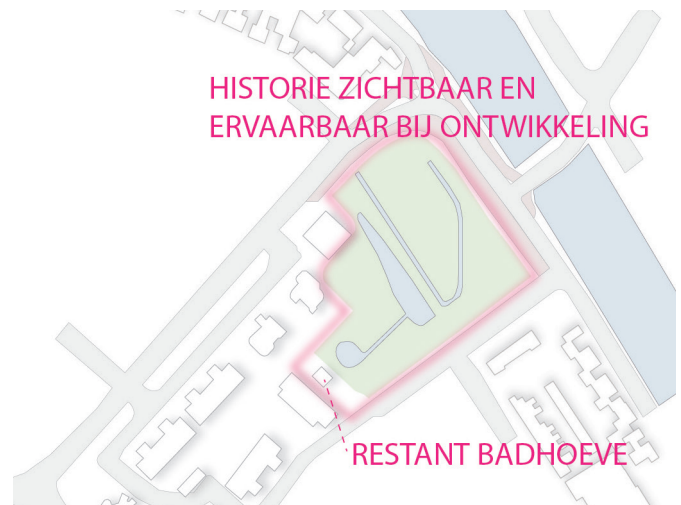 HISTORIE ZICHTBAAR EN
ERVAARBAAR BIJ ONTWIKKELING
RESTANT BADHOEVE